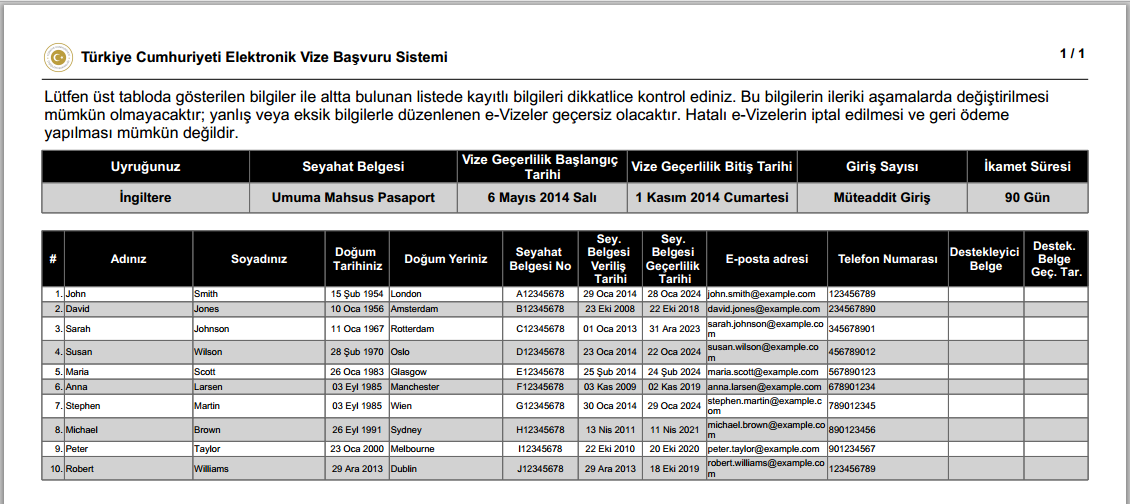 Türkiye Cumhuriyeti Elektronik Vize Başvuru Sistemi
1 / 1
Lütfen üst tabloda gösterilen bilgiler ile altta bulunan listede kayıtlı bilgileri dikkatlice kontrol ediniz. Bu bilgilerin ileriki aşamalarda değiştirilmesi
mümkün olmayacaktır; yanlış veya eksik bilgilerle düzenlenen e-Vizeler geçersiz olacaktır. Hatalı e-Vizelerin iptal edilmesi ve geri ödeme
yapılması mümkün değildir.
Uyruğunuz Seyahat Belgesi Vize Geçerlilik Başlangıç Tarihi Vize Geçerlilik Bitiş Tarihi Giriş Sayısı İkamet Süresi
İngiltere Umuma Mahsus Pasaport 6 Mayıs 2014 Salı 1 Kasım 2014 Cumartesi Müteaddit Giriş 90 Gün
# Adınız Soyadınız Doğum Tarihiniz Doğum Yeriniz Seyahat Belgesi No Sey. Belgesi Veriliş Tarihi Sey. Belgesi Geçerlilik Tarihi E-posta adresi Telefon Numarası Destekleyici Belge Destek. Belge Geç. Tar.
1. John Smith 15 Şub 1954 London A12345678 29 Oca 2014 28 Oca 2024 john.smith@example.com 123456789
2. David Jones 10 Oca 1956 Amsterdam B12345678 23 Eki 2008 22 Eki 2018 david.jones@example.com 234567890
3. Sarah Johnson 11 Oca 1967 Rotterdam C12345678 01 Oca 2013 31 Ara 2023 sarah.johnson@example.com 345678901
4. Susan Wilson 28 Şub 1970 Oslo D12345678 23 Oca 2014 22 Oca 2024 susan.wilson@example.com 456789012
5. Maria Scott 26 Oca 1983 Glasgow E12345678 25 Şub 2014 24 Şub 2024 maria.scott@example.com 567890123
6. Anna Larsen 03 Eyl 1985 Manchester F12345678 03 Kas 2009 02 Kas 2019 anna.larsen@example.com 678901234
7. Stephen Martin 03 Eyl 1985 Wien G12345678 30 Oca 2014 29 Oca 2024 stephen.martin@example.com 789012345
8. Michael Brown 26 Eyl 1991 Sydney H12345678 13 Nis 2011 11 Nis 2021 michael.brown@example.com 890123456
9. Peter Taylor 23 Oca 2000 Melbourne I12345678 22 Eki 2010 20 Eki 2020 peter.taylor@example.com 901234567
10. Robert Williams 29 Ara 2013 Dublin J12345678 29 Ara 2013 18 Eki 2019 robert.williams@example.com 123456789